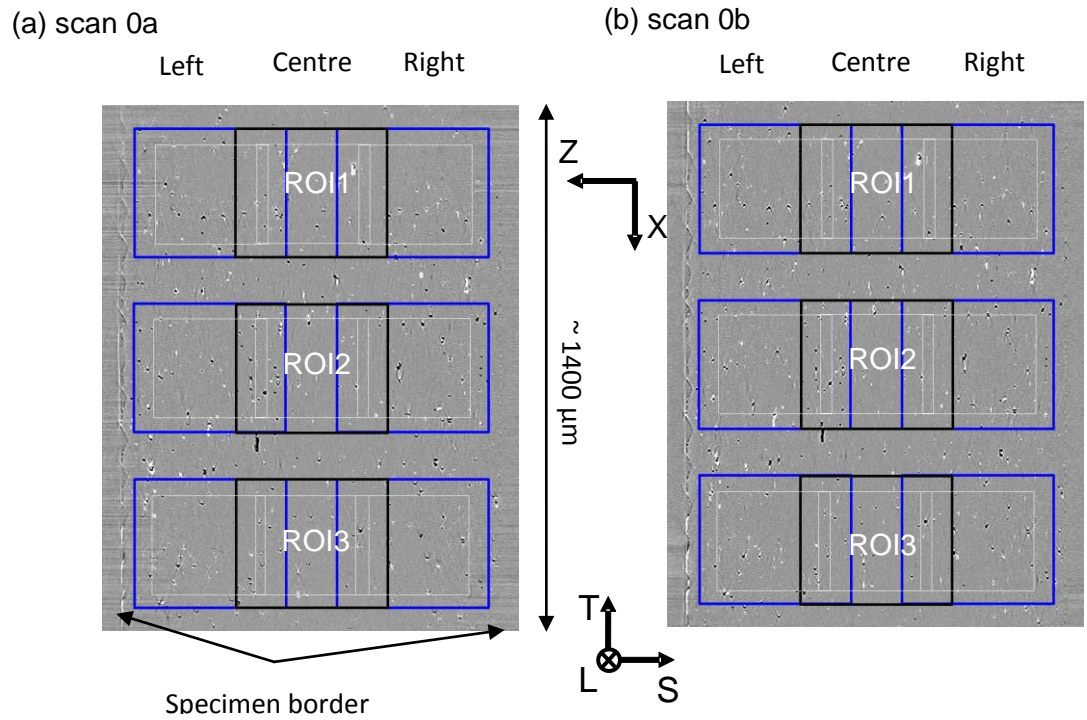 (a) scan 0a
Left Centre Right
ROI1
ROI2
ROI3
Specimen border
Z
X
~ 1400 µm
T
L
S
(b) scan 0b
Left Centre Right
ROI1
ROI2
ROI3